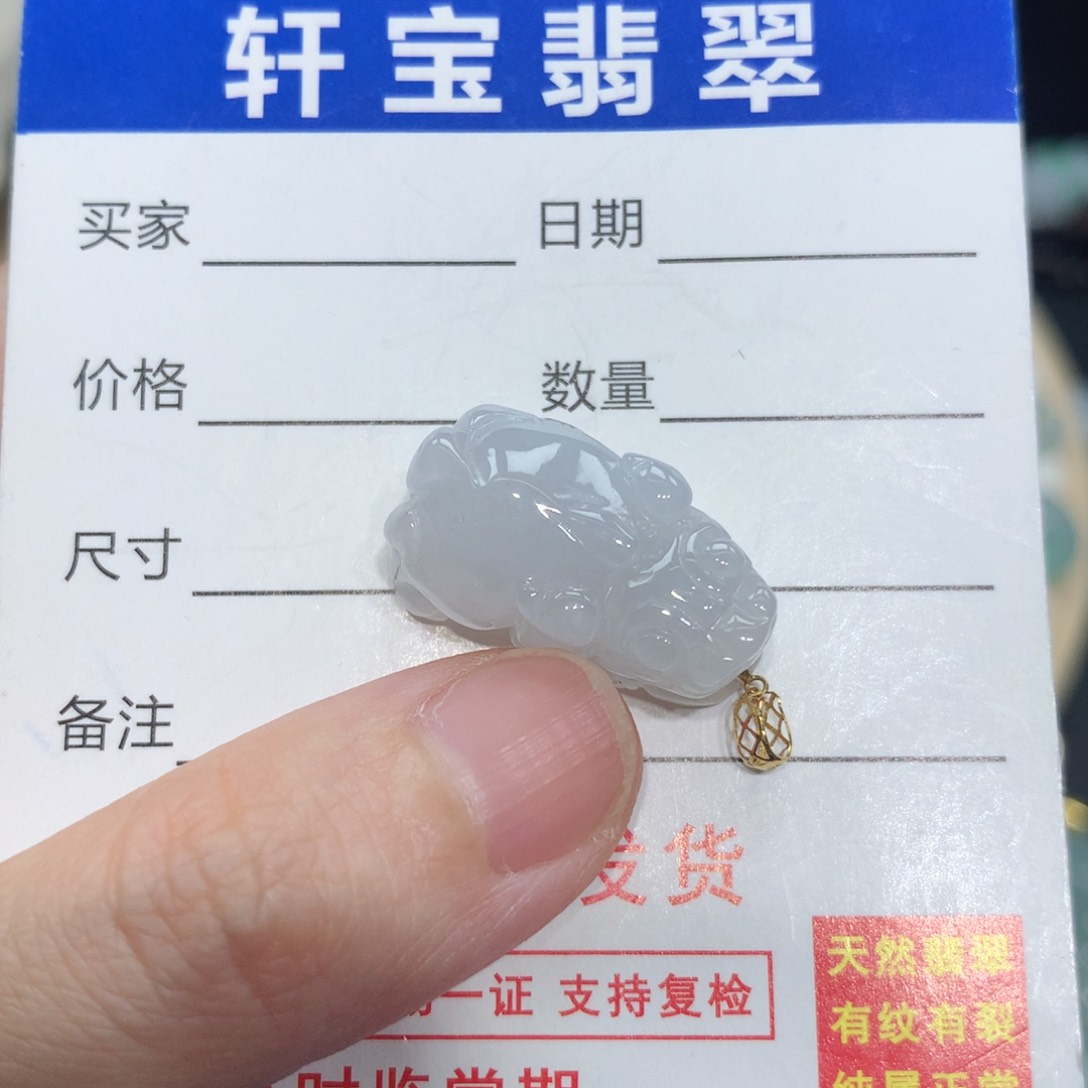 轩宝翡翠
买家 日期
价格 数量
尺寸
备注
发货
一证 支持复检
天然翡翠
有纹有裂